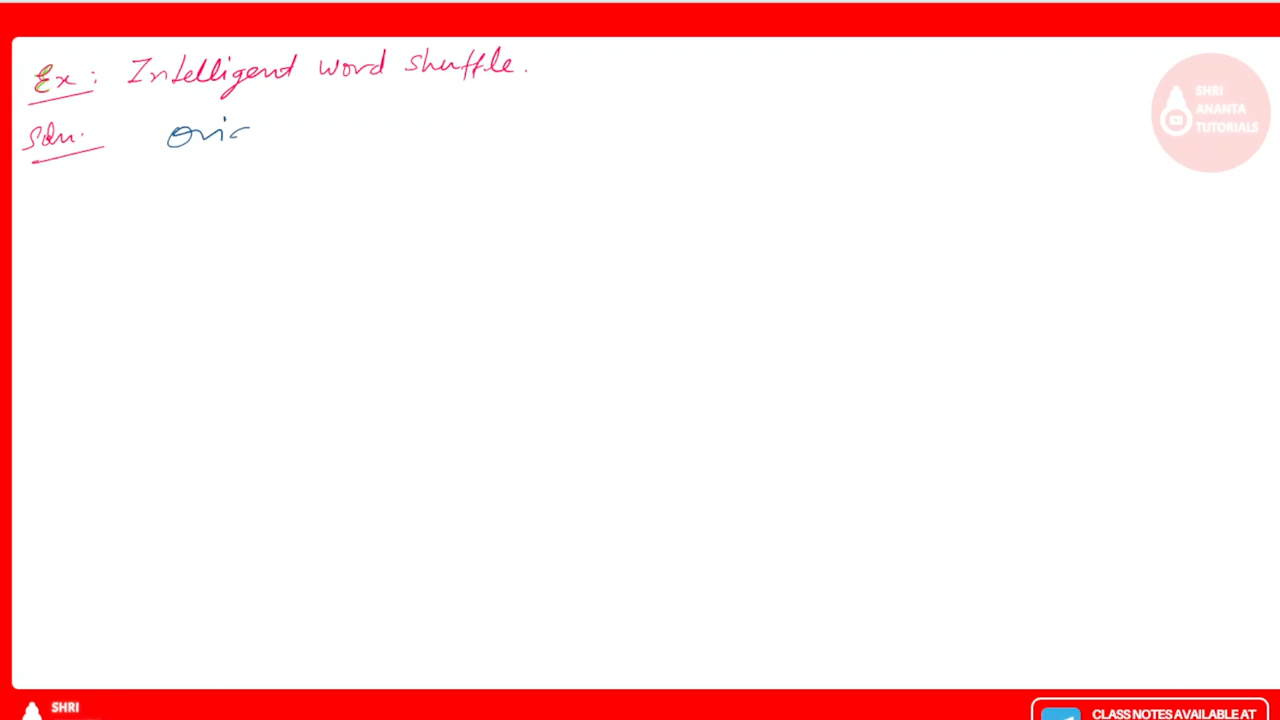 Ex: Intelligent word shuffle.
Soln.
SHRI
ANANTA
TUTORIALS
SHRI
CLASS NOTES AVAILABLE AT